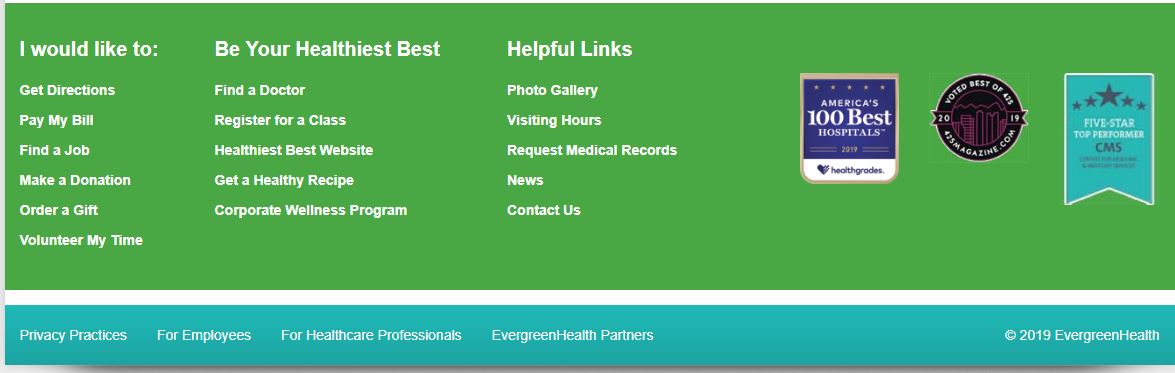 I would like to:
Get Directions
Pay My Bill
Find a Job
Make a Donation
Order a Gift
Volunteer My Time
Be Your Healthiest Best
Find a Doctor
Register for a Class
Healthiest Best Website
Get a Healthy Recipe
Corporate Wellness Program
Helpful Links
Photo Gallery
Visiting Hours
Request Medical Records
News
Contact Us
AMERICA'S
100 Best
HOSPITALS™
2019
healthgrades.
VOTED BEST OF 425
20 19
425MAGAZINE.COM
FIVE-STAR
TOP PERFORMER
CMS
CENTERS FOR MEDICARE
& MEDICAID SERVICES
Privacy Practices For Employees For Healthcare Professionals EvergreenHealth Partners © 2019 EvergreenHealth